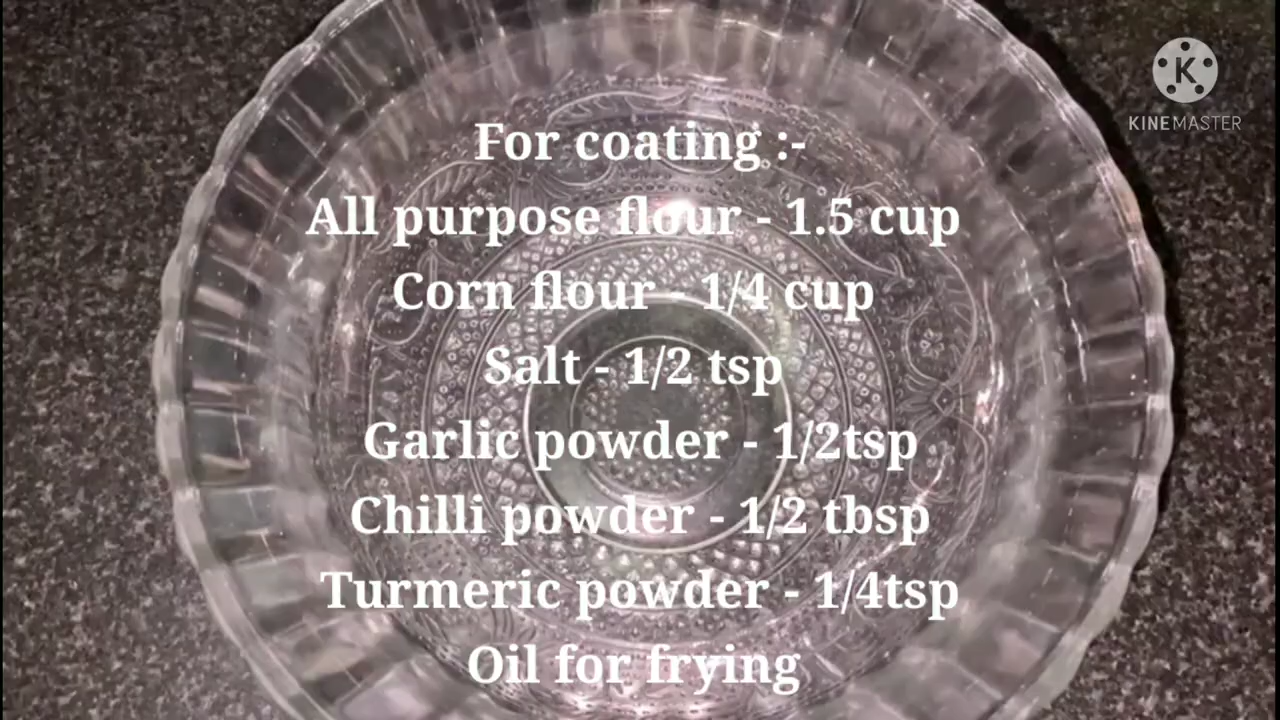 KINEMASTER
For coating :-
All purpose flour - 1.5 cup
Corn flour - 1/4 cup
Salt - 1/2 tsp
Garlic powder - 1/2tsp
Chilli powder - 1/2 tbsp
Turmeric powder - 1/4tsp
Oil for frying